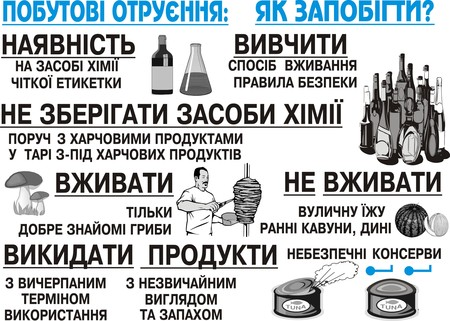 ПОБУТОВІ ОТРУЄННЯ: ЯК ЗАПОБІГТИ?
НАЯВНІСТЬ
НА ЗАСОБІ ХІМІЇ
ЧІТКОЇ ЕТИКЕТКИ
ВИВЧИТИ
СПОСІБ ВЖИВАННЯ
ПРАВИЛА БЕЗПЕКИ
НЕ ЗБЕРІГАТИ ЗАСОБИ ХІМІЇ
ПОРУЧ З ХАРЧОВИМИ ПРОДУКТАМИ
У ТАРІ З-ПІД ХАРЧОВИХ ПРОДУКТІВ
ВЖИВАТИ
ТІЛЬКИ
ДОБРЕ ЗНАЙОМІ ГРИБИ
НЕ ВЖИВАТИ
ВУЛИЧНУ ЇЖУ
РАННІ КАВУНИ, ДИНІ
НЕБЕЗПЕЧНІ КОНСЕРВИ
ВИКИДАТИ ПРОДУКТИ
З ВИЧЕРПАНИМ
ТЕРМІНОМ
ВИКОРИСТАННЯ
З НЕЗВИЧАЙНИМ
ВИГЛЯДОМ
ТА ЗАПАХОМ
TUNA
TUNA